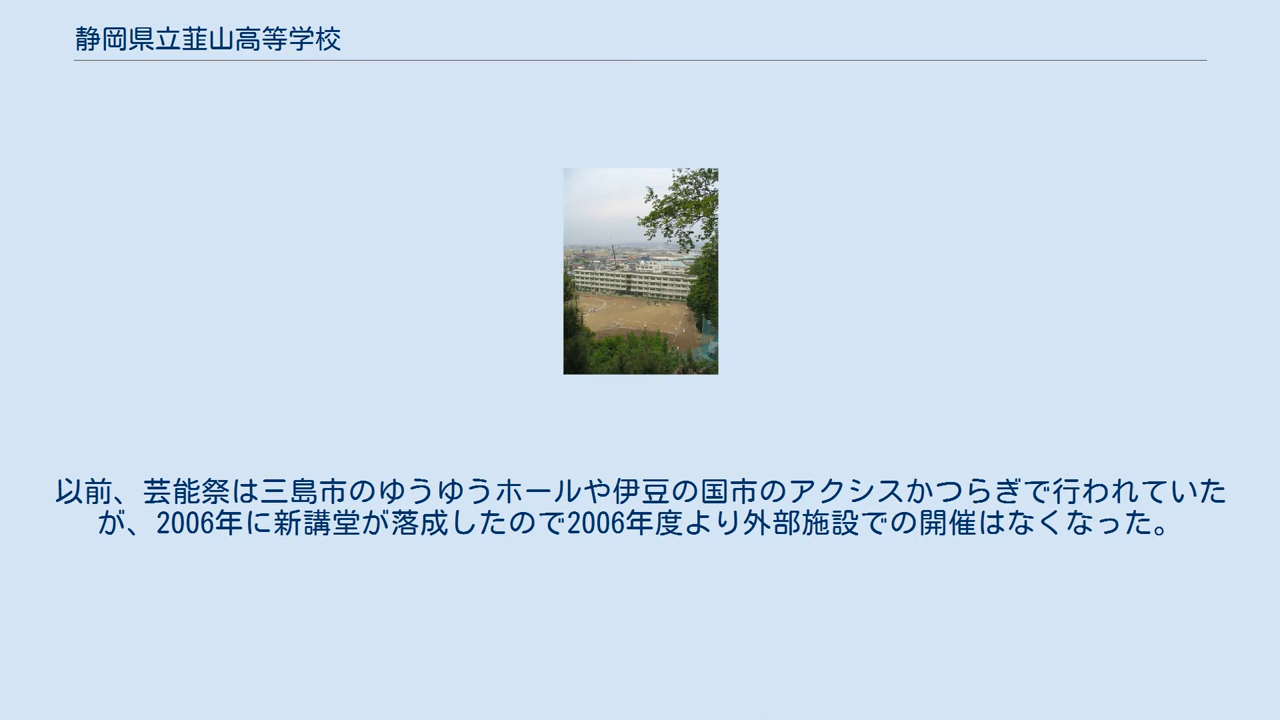 静岡県立韮山高等学校
以前、芸能祭は三島市のゆうゆうホールや伊豆の国市のアクシスかつらぎで行われていた
が、2006年に新講堂が落成したので2006年度より外部施設での開催はなくなった。